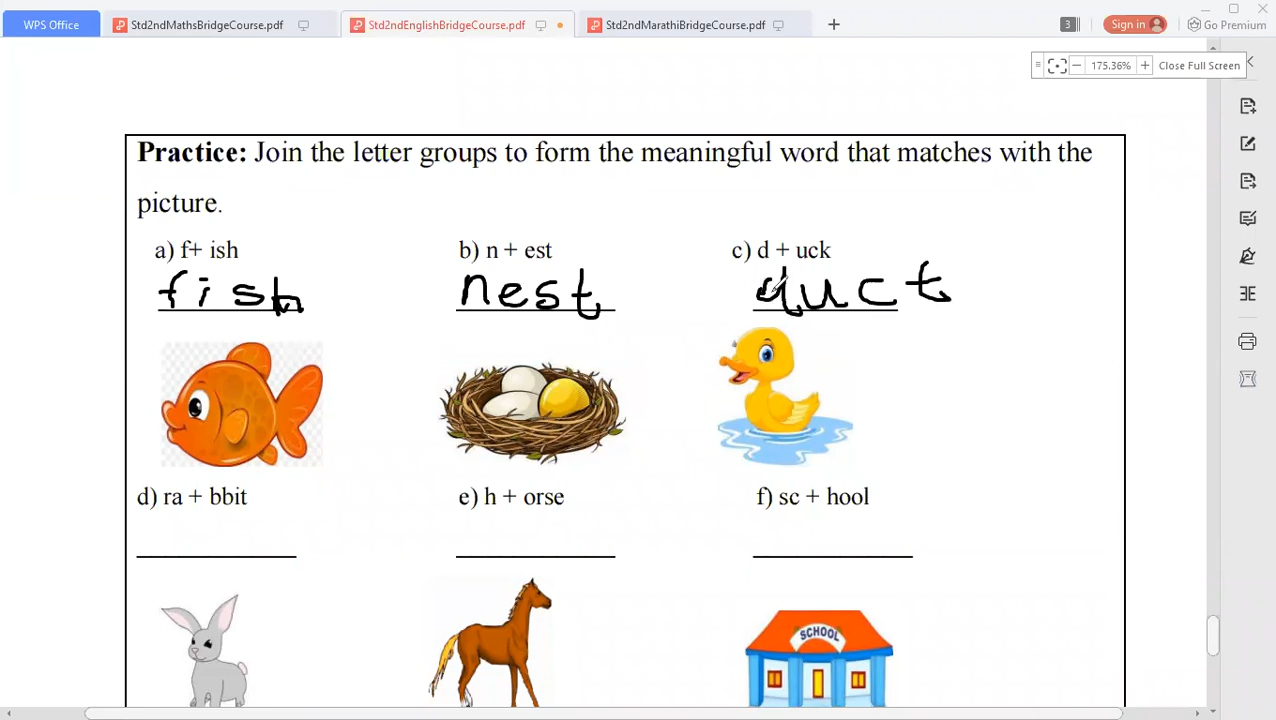 WPS Office Std2ndMathsBridgeCourse.pdf Std2ndEnglishBridgeCourse.pdf Std2ndMarathiBridgeCourse.pdf + 3 Sign in Go Premium
175.36% Close Full Screen
Practice: Join the letter groups to form the meaningful word that matches with the
picture.
a) f+ ish b) n + est c) d + uck
fish nest duct
d) ra + bbit e) h + orse f) sc + hool
SCHOOL